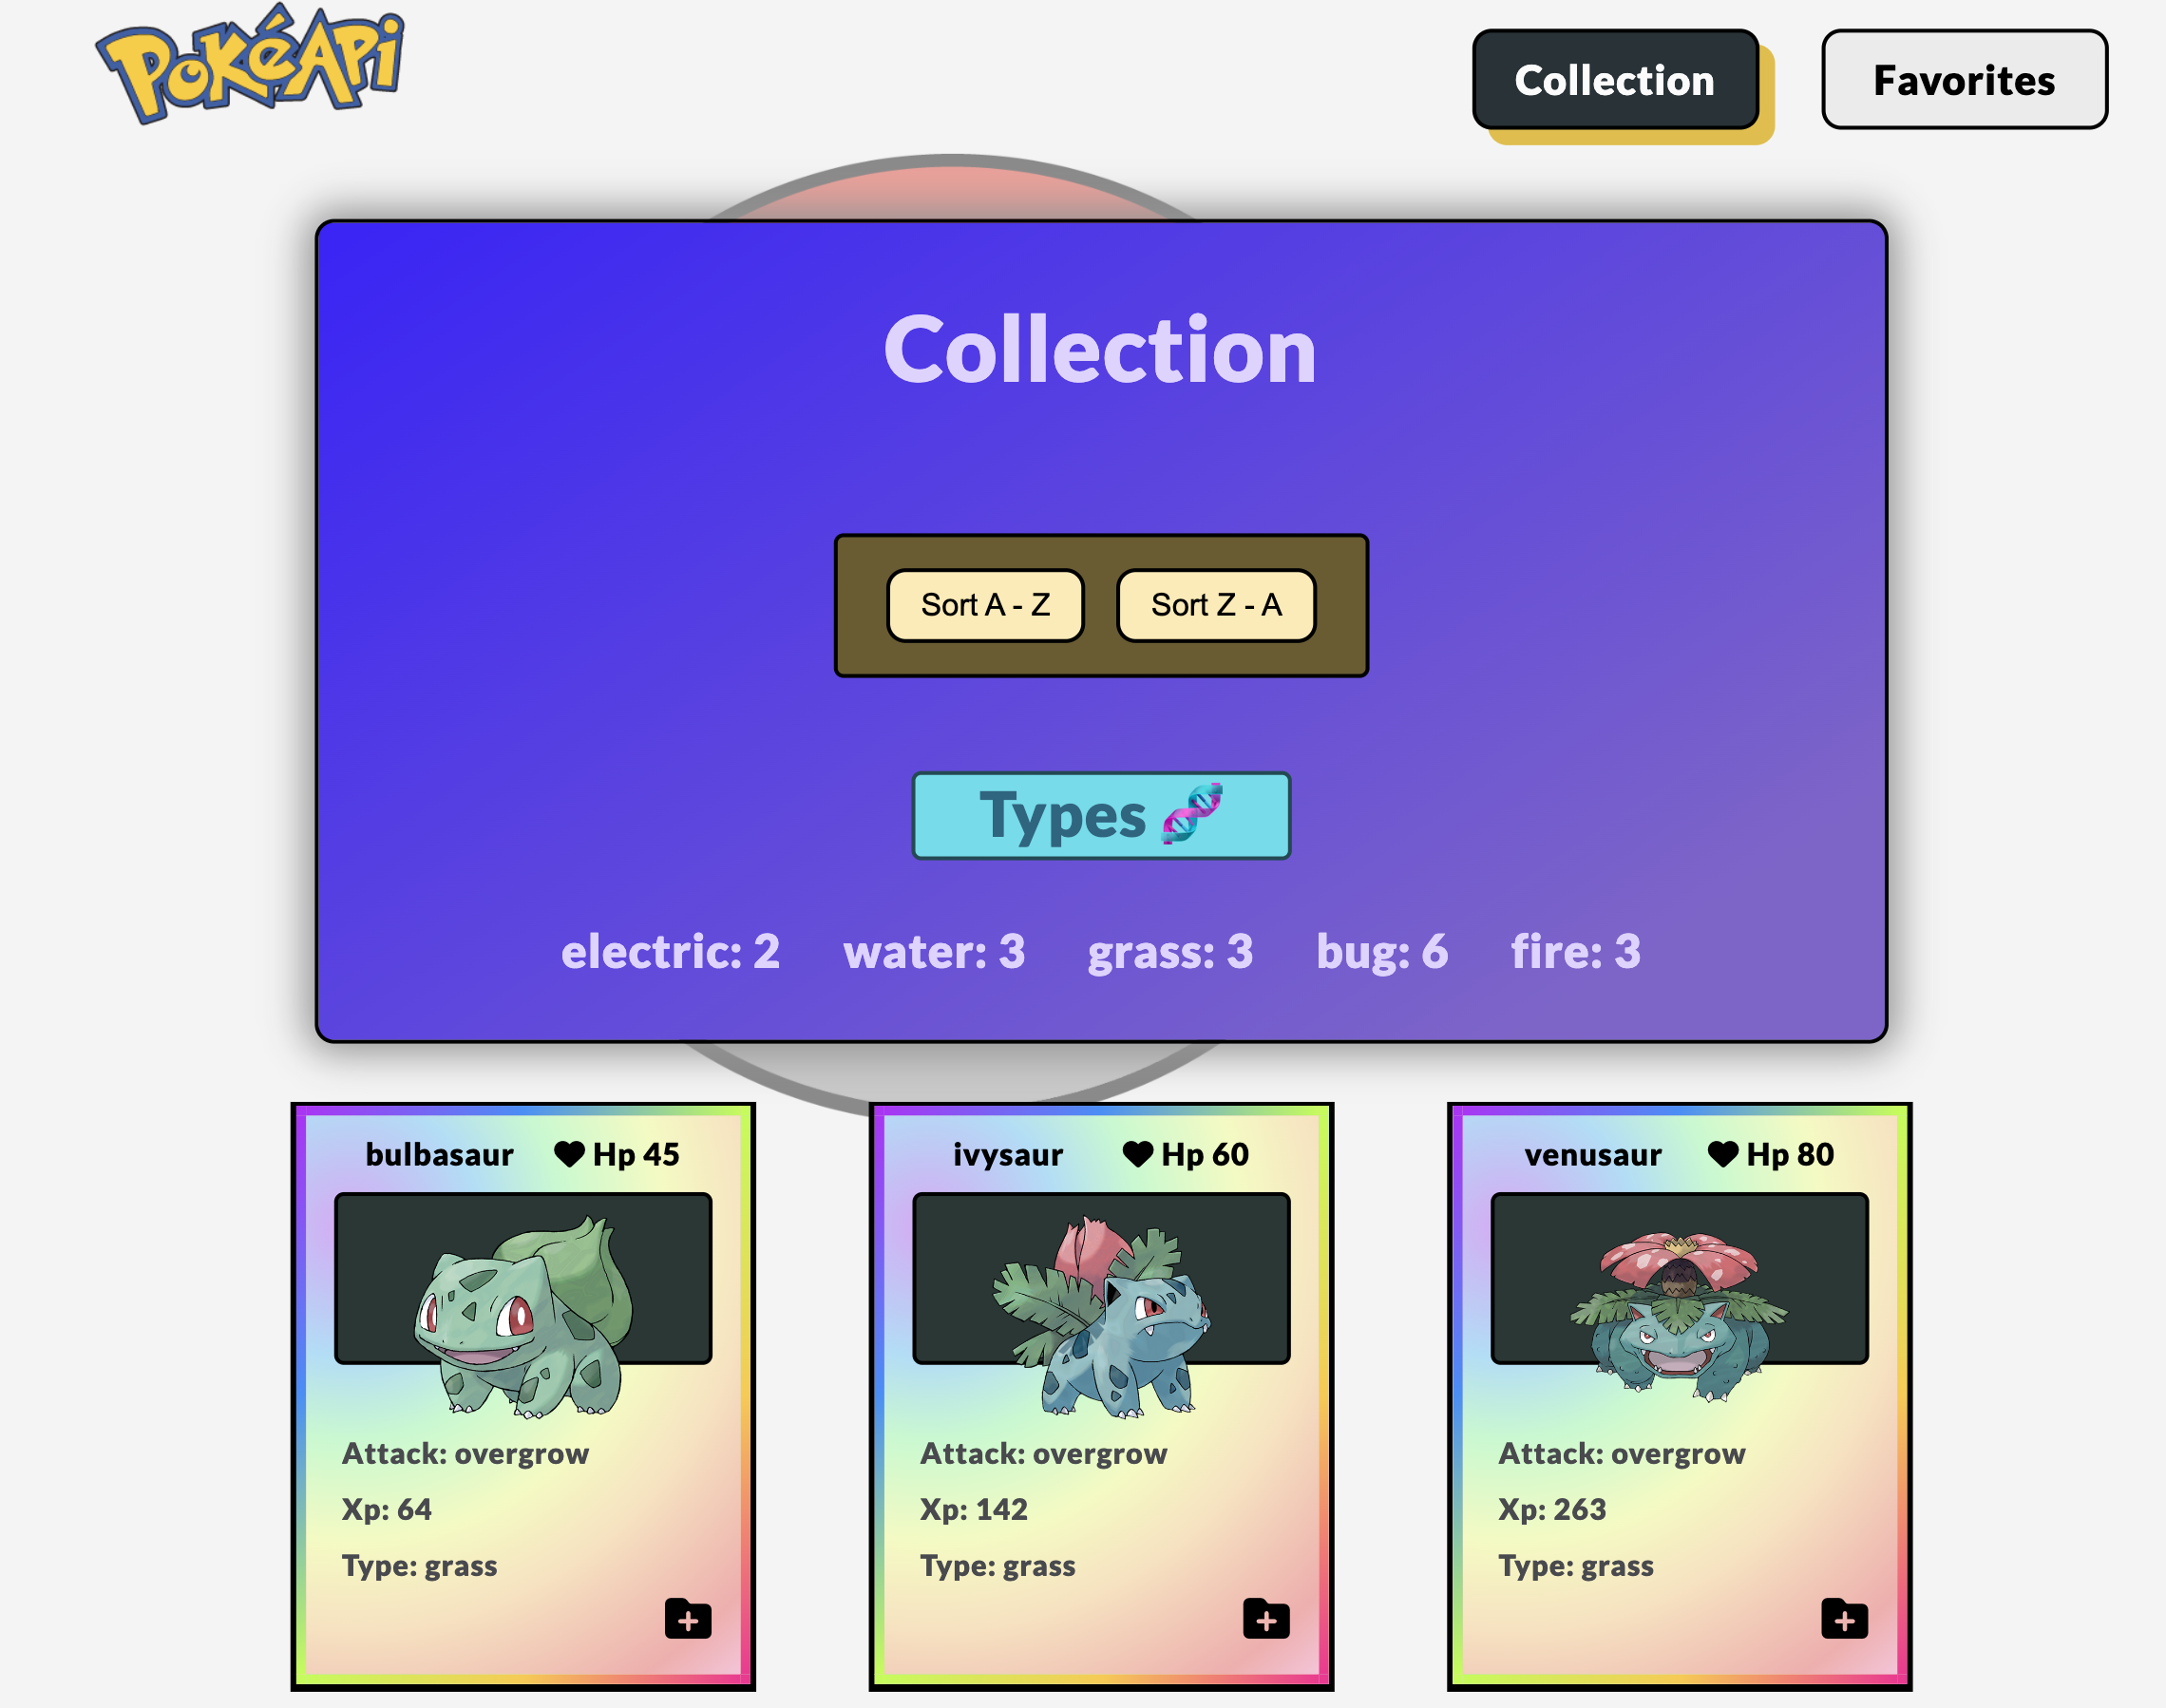 PokéAPi
Collection
Favorites
Collection
Sort A - Z
Sort Z - A
Types
electric: 2
water: 3
grass: 3
bug: 6
fire: 3
bulbasaur
Hp 45
Attack: overgrow
Xp: 64
Type: grass
ivysaur
Hp 60
Attack: overgrow
Xp: 142
Type: grass
venusaur
Hp 80
Attack: overgrow
Xp: 263
Type: grass